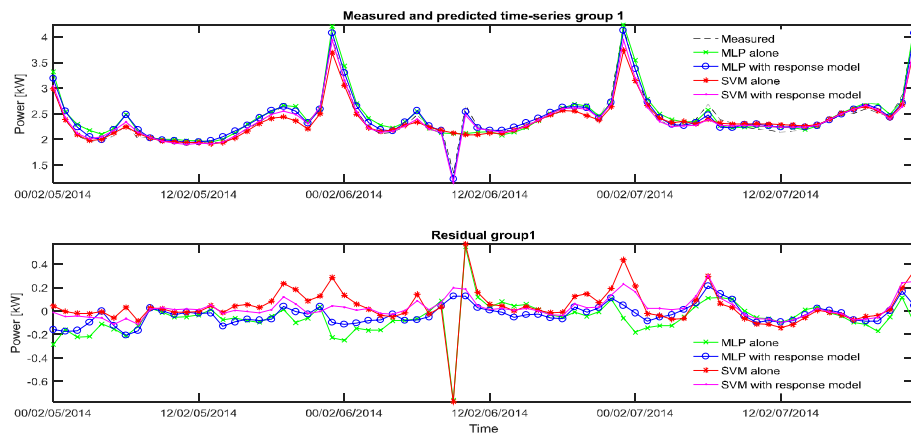 Measured and predicted time-series group 1
Power [kW]
4
3.5
3
2.5
2
1.5
Measured
MLP alone
MLP with response model
SVM alone
SVM with response model
00/02/05/2014
12/02/05/2014
00/02/06/2014
12/02/06/2014
00/02/07/2014
12/02/07/2014
Residual group1
Power [kW]
0.4
0.2
0
-0.2
-0.4
-0.6
MLP alone
MLP with response model
SVM alone
SVM with response model
00/02/05/2014
12/02/05/2014
00/02/06/2014
12/02/06/2014
00/02/07/2014
12/02/07/2014
Time